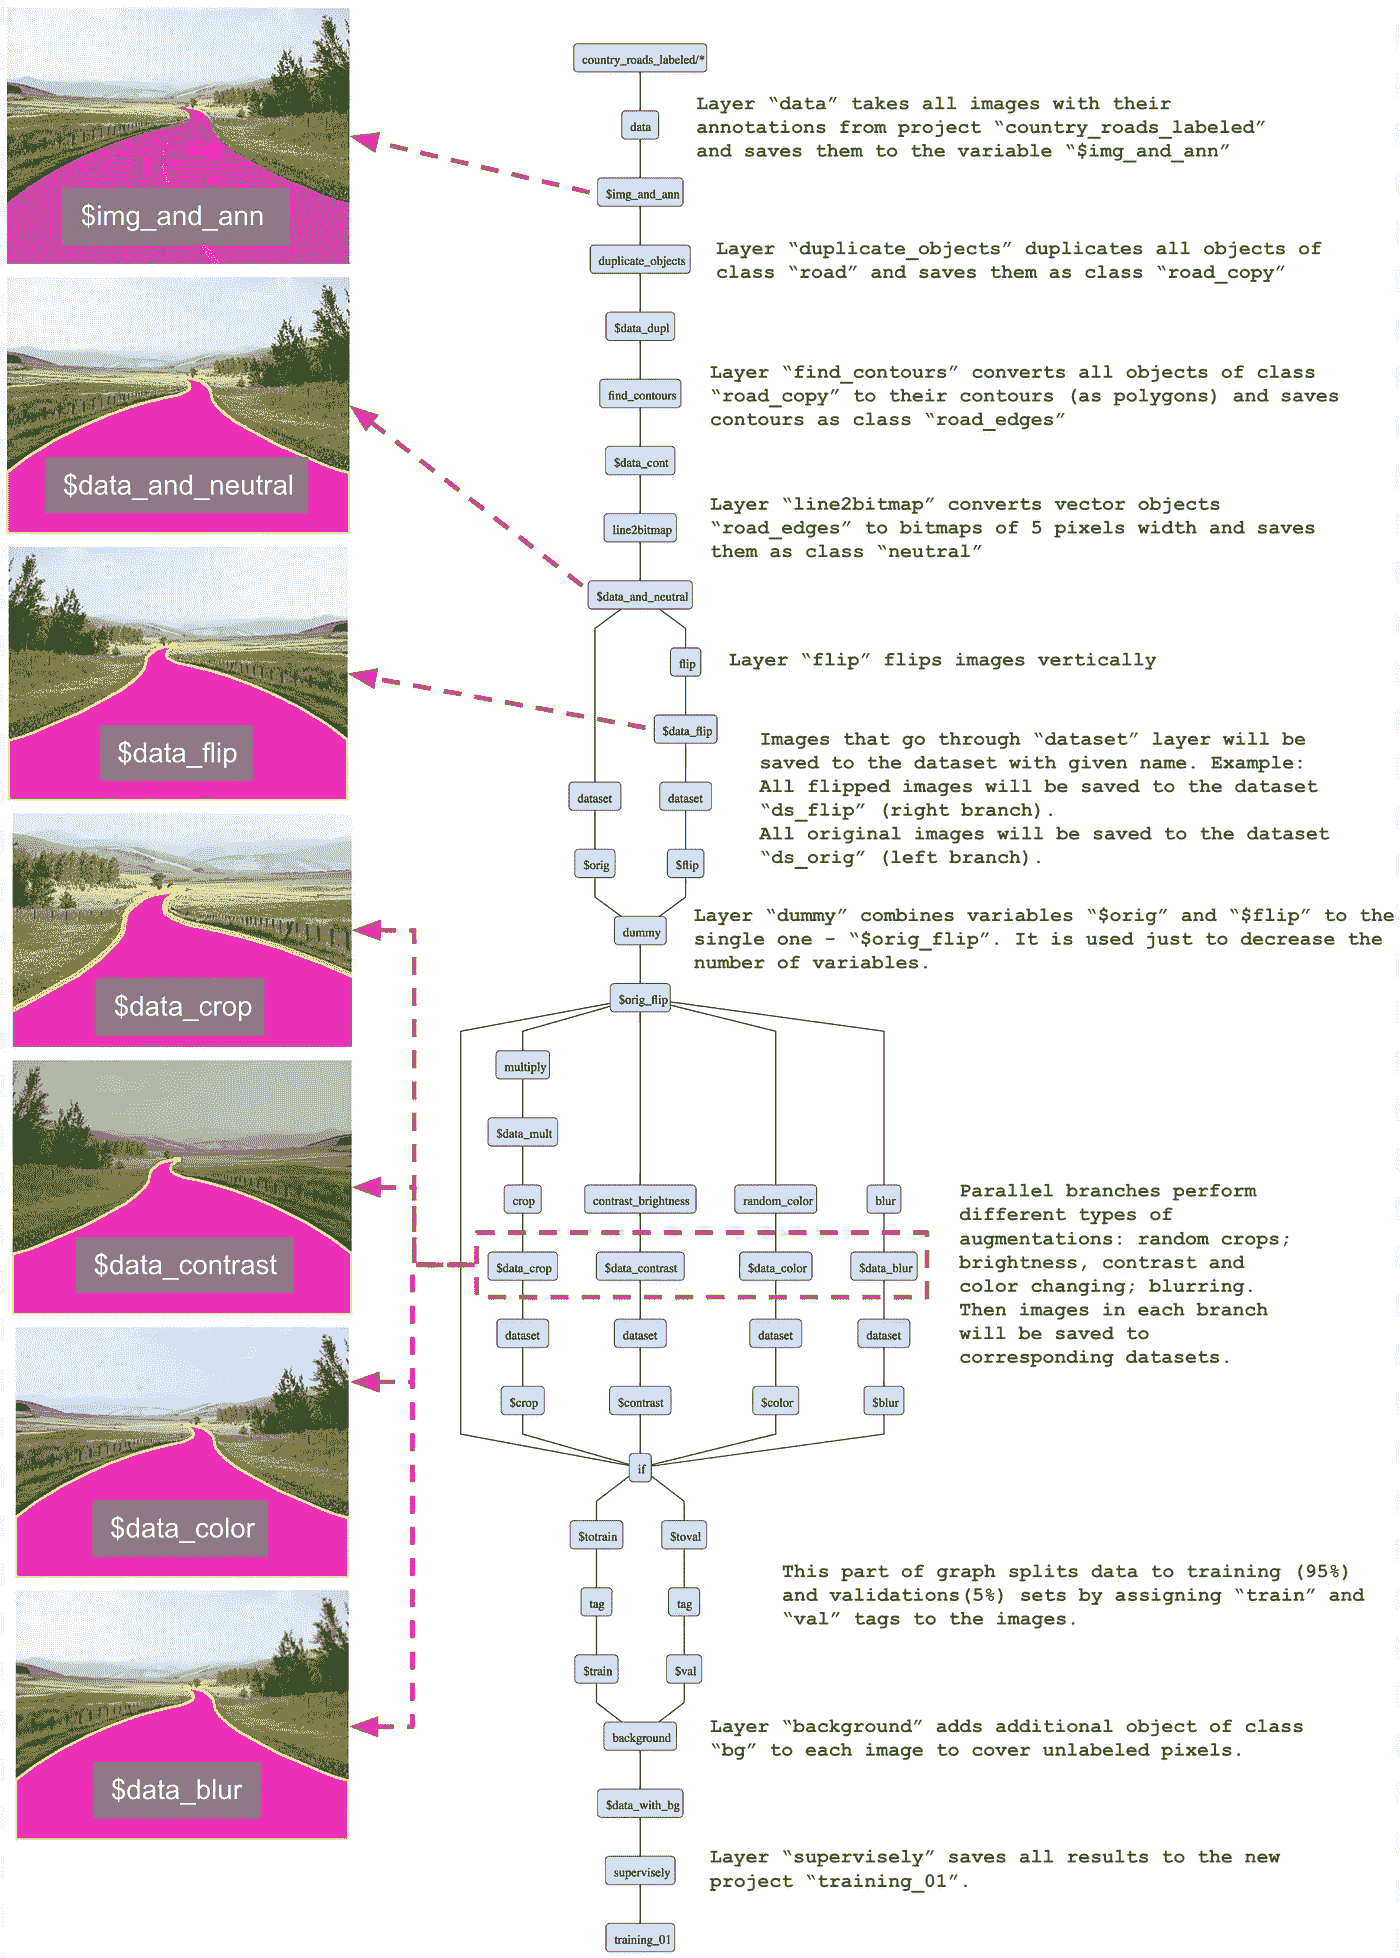 country_roads_labeled/*
Layer “data” takes all images with their
annotations from project “country_roads_labeled”
and saves them to the variable “$img_and_ann”
data
$img_and_ann
$img_and_ann
duplicate_objects
Layer “duplicate_objects” duplicates all objects of
class “road” and saves them as class “road_copy”
$data_dupl
Layer “find_contours” converts all objects of class
“road_copy” to their contours (as polygons) and saves
contours as class “road_edges”
find_contours
$data_cont
$data_and_neutral
Layer “line2bitmap” converts vector objects
“road_edges” to bitmaps of 5 pixels width and saves
them as class “neutral”
line2bitmap
$data_and_neutral
flip
Layer “flip” flips images vertically
$data_flip
$data_flip
Images that go through “dataset” layer will be
saved to the dataset with given name. Example:
All flipped images will be saved to the dataset
“ds_flip” (right branch).
All original images will be saved to the dataset
“ds_orig” (left branch).
dataset
dataset
$orig
$flip
dummy
Layer “dummy” combines variables “$orig” and “$flip” to the
single one - “$orig_flip”. It is used just to decrease the
number of variables.
$orig_flip
$data_crop
multiply
$data_mult
crop
contrast_brightness
random_color
blur
Parallel branches perform
different types of
augmentations: random crops;
brightness, contrast and
color changing; blurring.
Then images in each branch
will be saved to
corresponding datasets.
$data_contrast
$data_crop
$data_contrast
$data_color
$data_blur
dataset
dataset
dataset
dataset
$crop
$contrast
$color
$blur
if
$data_color
$totrain
$toval
This part of graph splits data to training (95%)
and validations(5%) sets by assigning “train” and
“val” tags to the images.
tag
tag
$train
$val
background
Layer “background” adds additional object of class
“bg” to each image to cover unlabeled pixels.
$data_blur
$data_with_bg
supervisely
Layer “supervisely” saves all results to the new
project “training_01”.
training_01